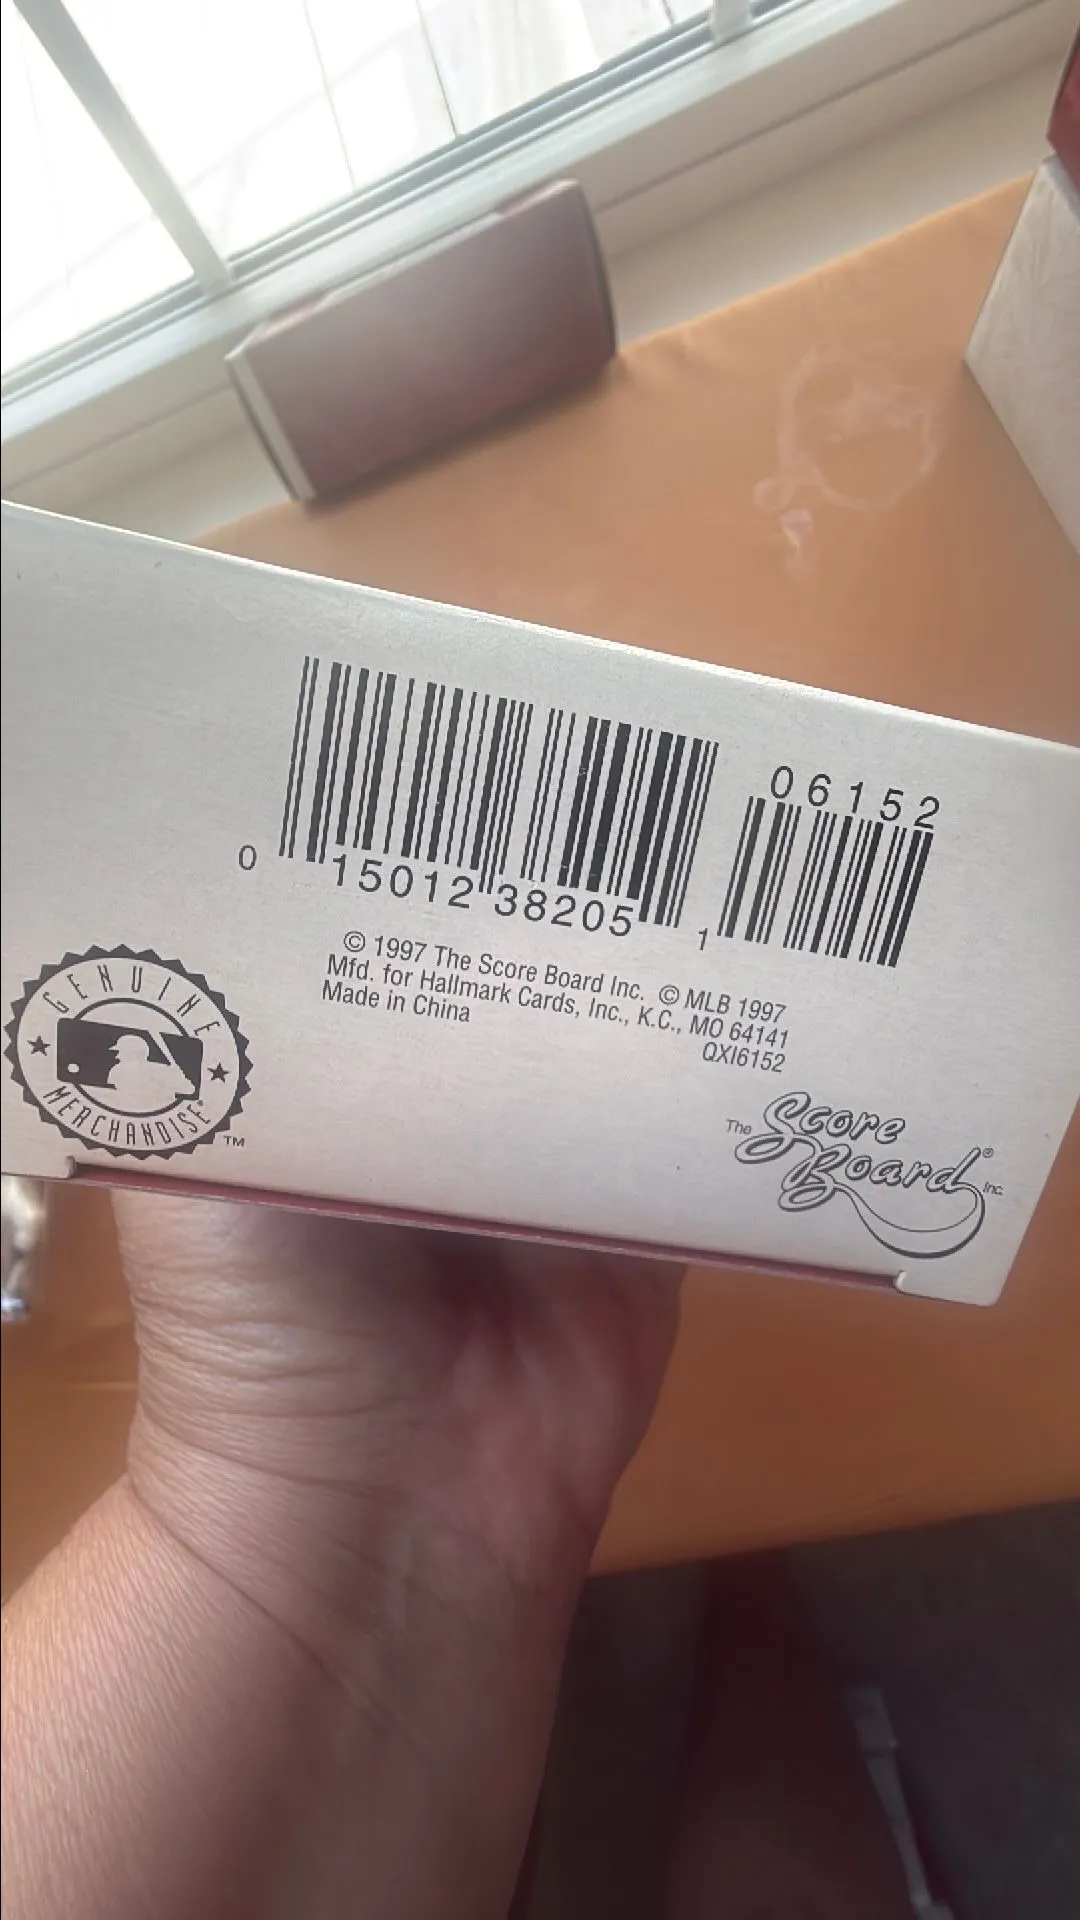 06152
0 15012 38205 1
© 1997 The Score Board Inc. © MLB 1997
Mfd. for Hallmark Cards, Inc., K.C., MO 64141
Made in China
QXI6152
GENUINE
MERCHANDISE® TM
The Score
Board® Inc.